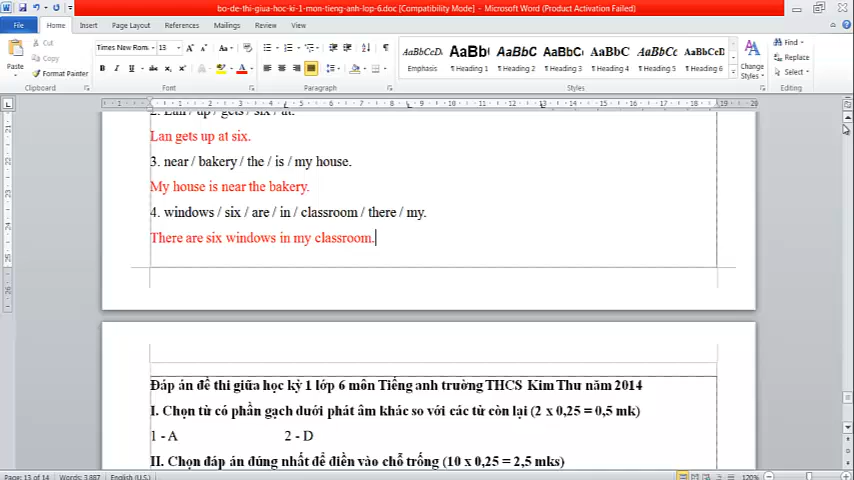 bo-de-thi-giua-hoc-ki-1-mon-tieng-anh-lop-6.doc [Compatibility Mode] - Microsoft Word (Product Activation Failed)
File Home Insert Page Layout References Mailings Review View
Cut
Copy
Format Painter
Paste
Clipboard
Times New Rom 13
Font
Paragraph
AaBbCcDc AaBbC AaBbC AaBbCc AaBbC AaBbCc AaBbCcD
Emphasis ¶ Heading 1 ¶ Heading 2 ¶ Heading 3 ¶ Heading 4 ¶ Heading 5 ¶ Heading 6
Styles
Change Styles
Find
Replace
Select
Editing
2. Lan / up / gets / six / at.
Lan gets up at six.
3. near / bakery / the / is / my house.
My house is near the bakery.
4. windows / six / are / in / classroom / there / my.
There are six windows in my classroom.
Đáp án đề thi giữa học kỳ 1 lớp 6 môn Tiếng anh trường THCS Kim Thư năm 2014
I. Chọn từ có phần gạch dưới phát âm khác so với các từ còn lại (2 x 0,25 = 0,5 mk)
1 - A 2 - D
II. Chọn đáp án đúng nhất để điền vào chỗ trống (10 x 0,25 = 2,5 mks)
Page: 13 of 14 Words: 3,887 English (U.S.) 120%